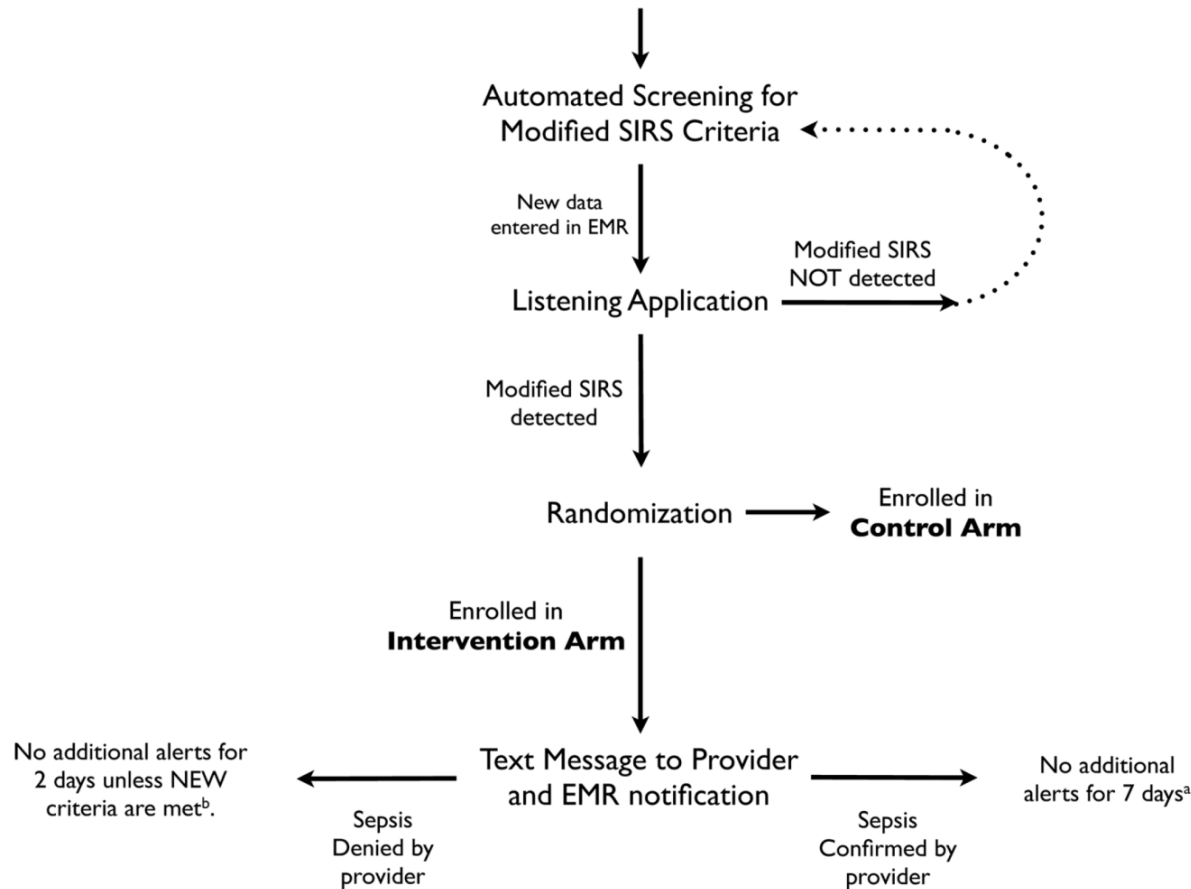 Automated Screening for
Modified SIRS Criteria
New data
entered in EMR
Modified SIRS
NOT detected
Listening Application
Modified SIRS
detected
Randomization
Enrolled in
Control Arm
Enrolled in
Intervention Arm
No additional alerts for
2 days unless NEW
criteria are metᵇ.
Text Message to Provider
and EMR notification
No additional
alerts for 7 daysᵃ
Sepsis
Denied by
provider
Sepsis
Confirmed by
provider